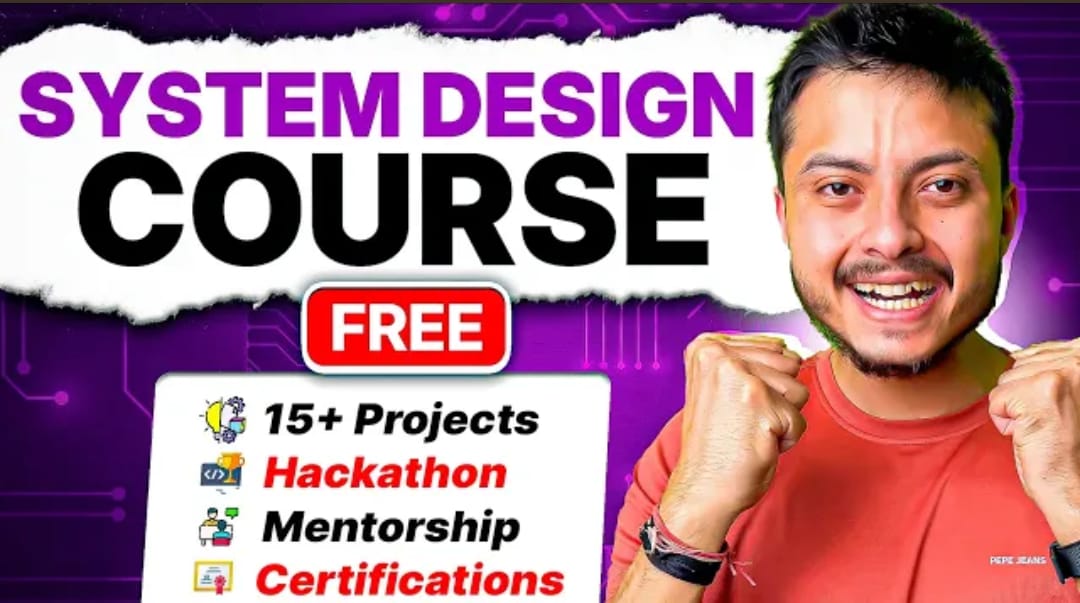 SYSTEM DESIGN
COURSE
FREE
15+ Projects
</> Hackathon
Mentorship
Certifications
PEPE JEANS